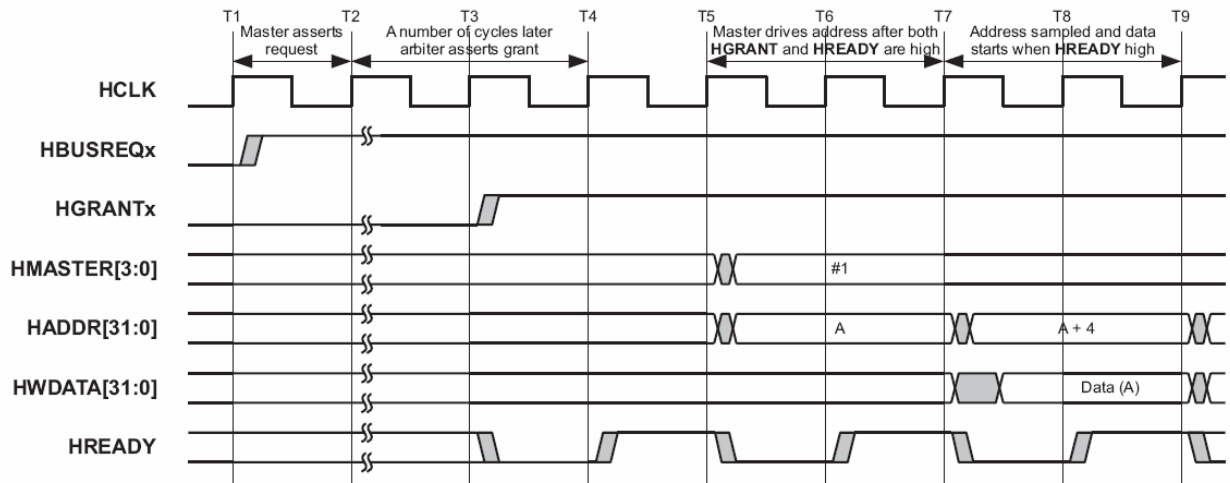 T1 T2 T3 T4 T5 T6 T7 T8 T9
Master asserts
request
A number of cycles later
arbiter asserts grant
Master drives address after both
HGRANT and HREADY are high
Address sampled and data
starts when HREADY high
HCLK
HBUSREQx
HGRANTx
HMASTER[3:0] #1
HADDR[31:0] A A + 4
HWDATA[31:0] Data (A)
HREADY